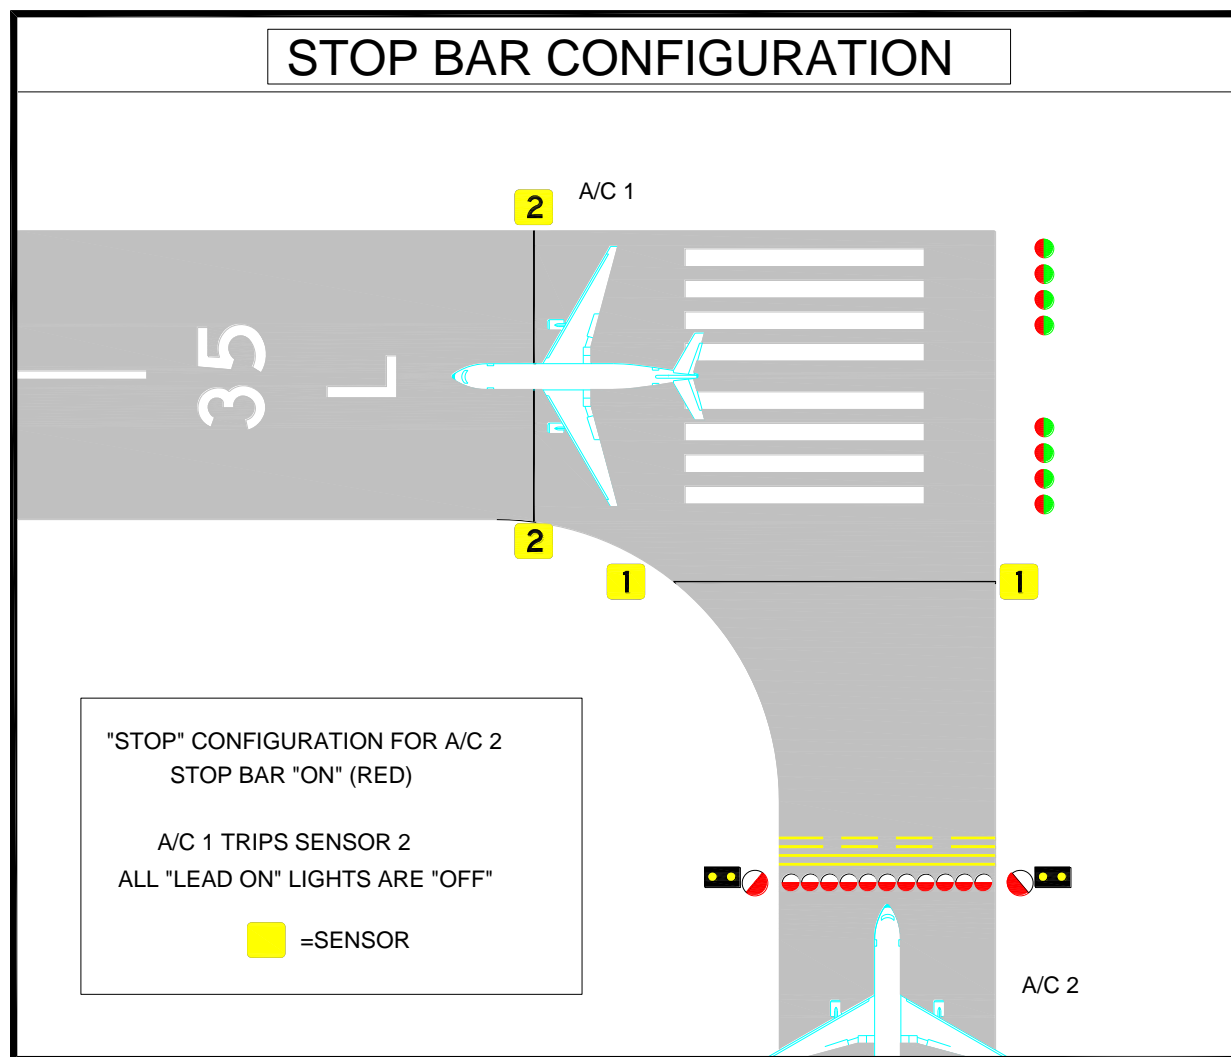 STOP BAR CONFIGURATION
A/C 1
2
35
L
2
1
1
"STOP" CONFIGURATION FOR A/C 2
STOP BAR "ON" (RED)
A/C 1 TRIPS SENSOR 2
ALL "LEAD ON" LIGHTS ARE "OFF"
=SENSOR
A/C 2